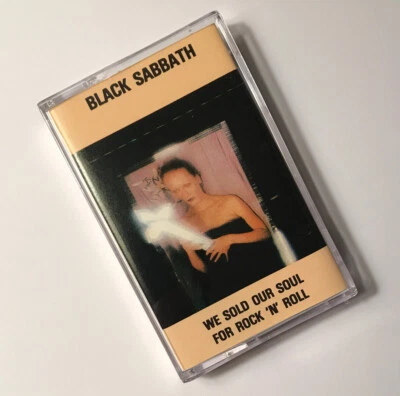 BLACK SABBATH
WE SOLD OUR SOUL
FOR ROCK 'N' ROLL